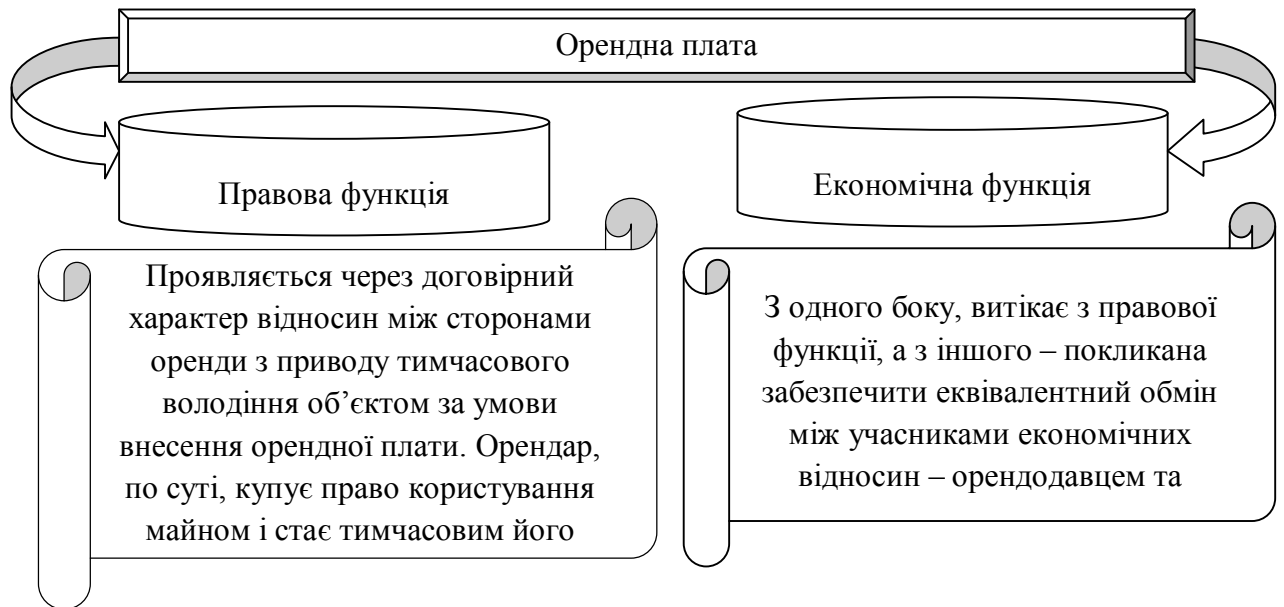 Орендна плата
Правова функція
Економічна функція
Проявляється через договірний
характер відносин між сторонами
оренди з приводу тимчасового
володіння об’єктом за умови
внесення орендної плати. Орендар,
по суті, купує право користування
майном і стає тимчасовим його
З одного боку, витікає з правової
функції, а з іншого – покликана
забезпечити еквівалентний обмін
між учасниками економічних
відносин – орендодавцем та